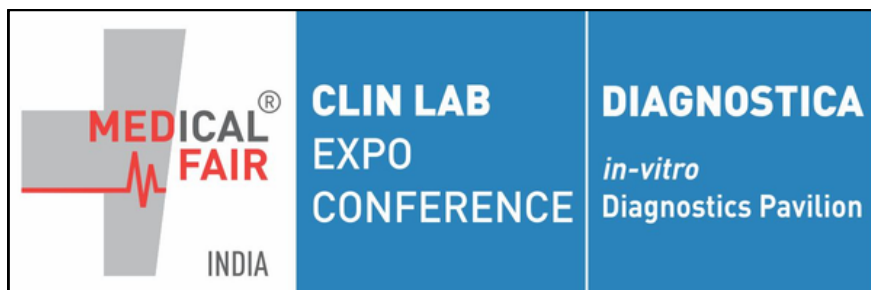 MEDICAL®
FAIR
INDIA
CLIN LAB
EXPO
CONFERENCE
DIAGNOSTICA
in-vitro
Diagnostics Pavilion